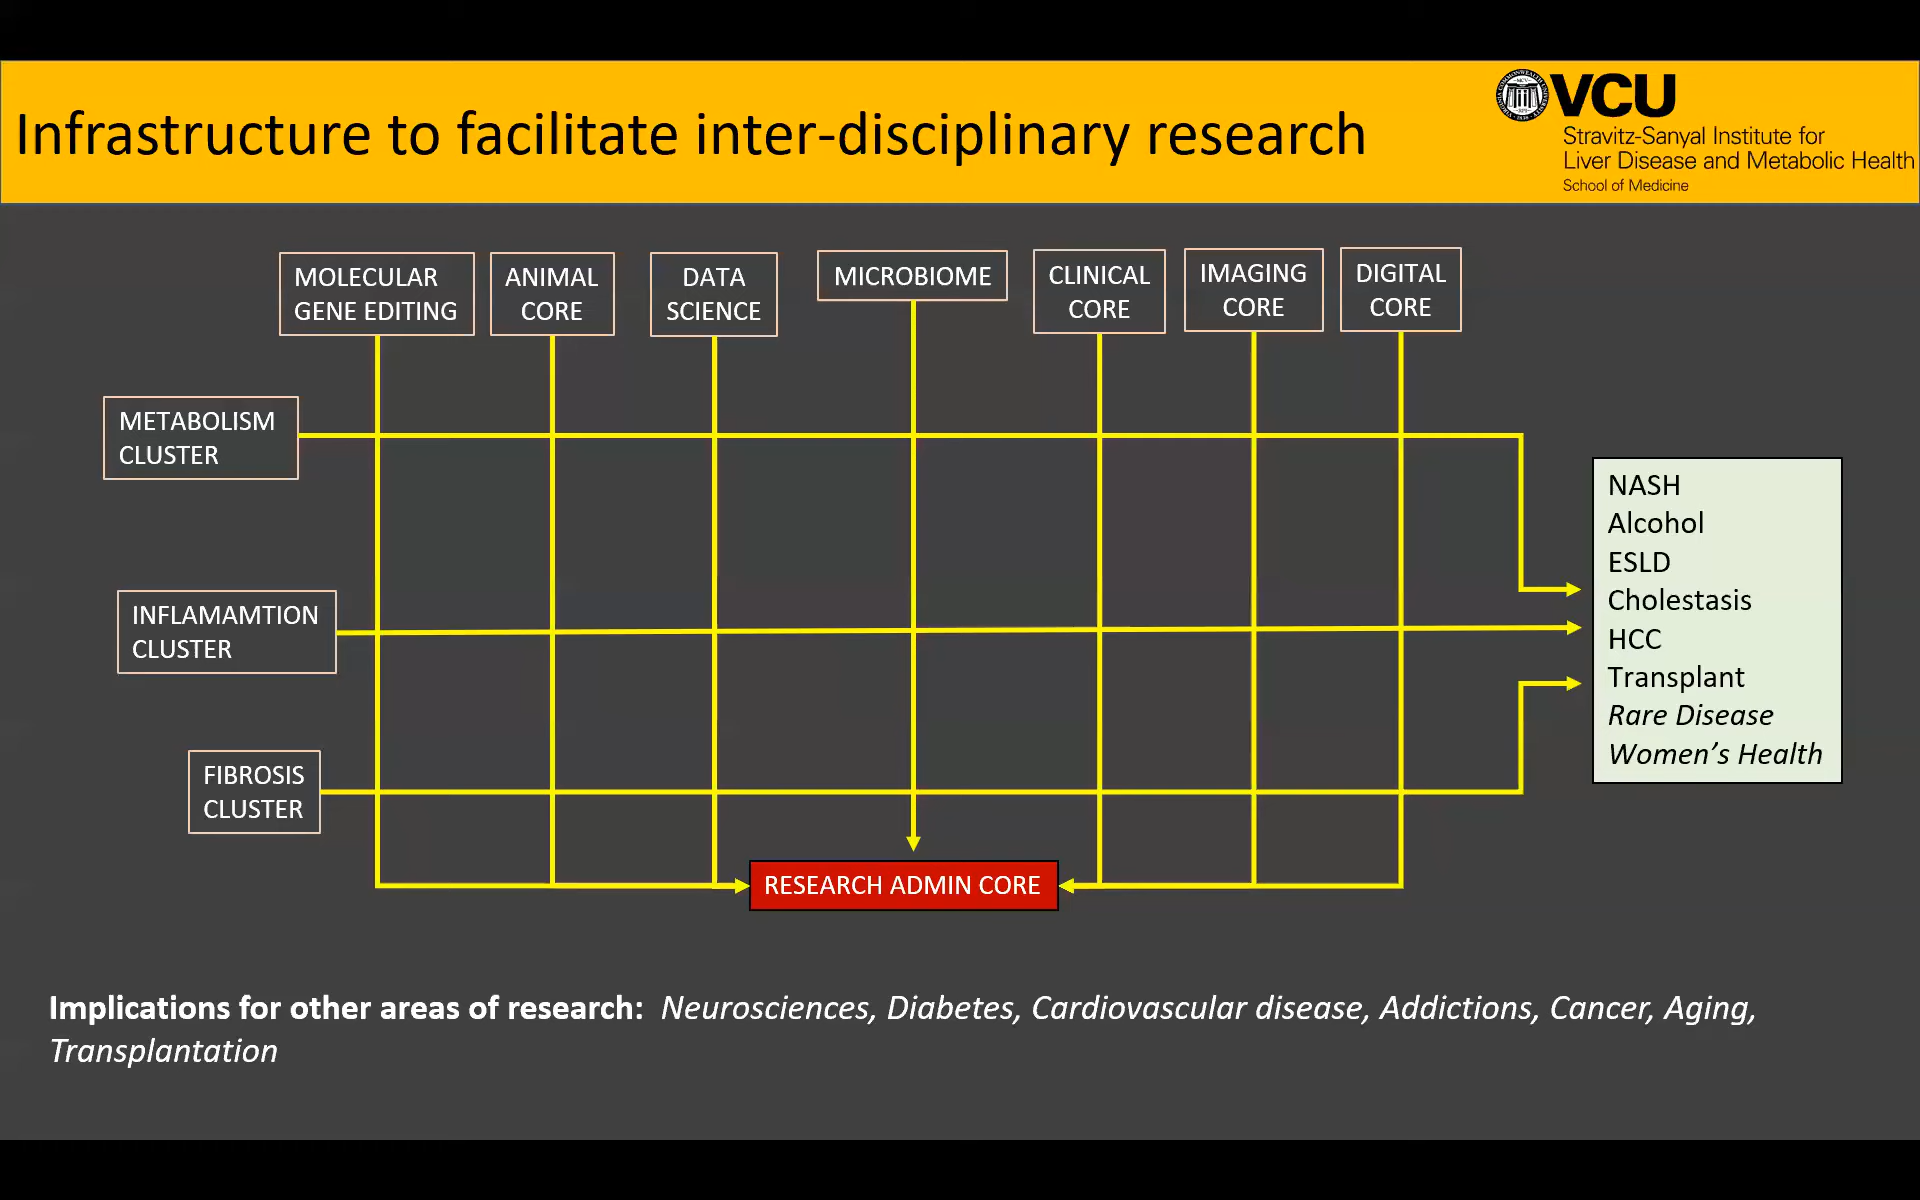 Infrastructure to facilitate inter-disciplinary research
VCU
Stravitz-Sanyal Institute for
Liver Disease and Metabolic Health
School of Medicine
MOLECULAR
GENE EDITING
ANIMAL
CORE
DATA
SCIENCE
MICROBIOME
CLINICAL
CORE
IMAGING
CORE
DIGITAL
CORE
METABOLISM
CLUSTER
INFLAMAMTION
CLUSTER
FIBROSIS
CLUSTER
NASH
Alcohol
ESLD
Cholestasis
HCC
Transplant
Rare Disease
Women’s Health
RESEARCH ADMIN CORE
Implications for other areas of research: Neurosciences, Diabetes, Cardiovascular disease, Addictions, Cancer, Aging,
Transplantation